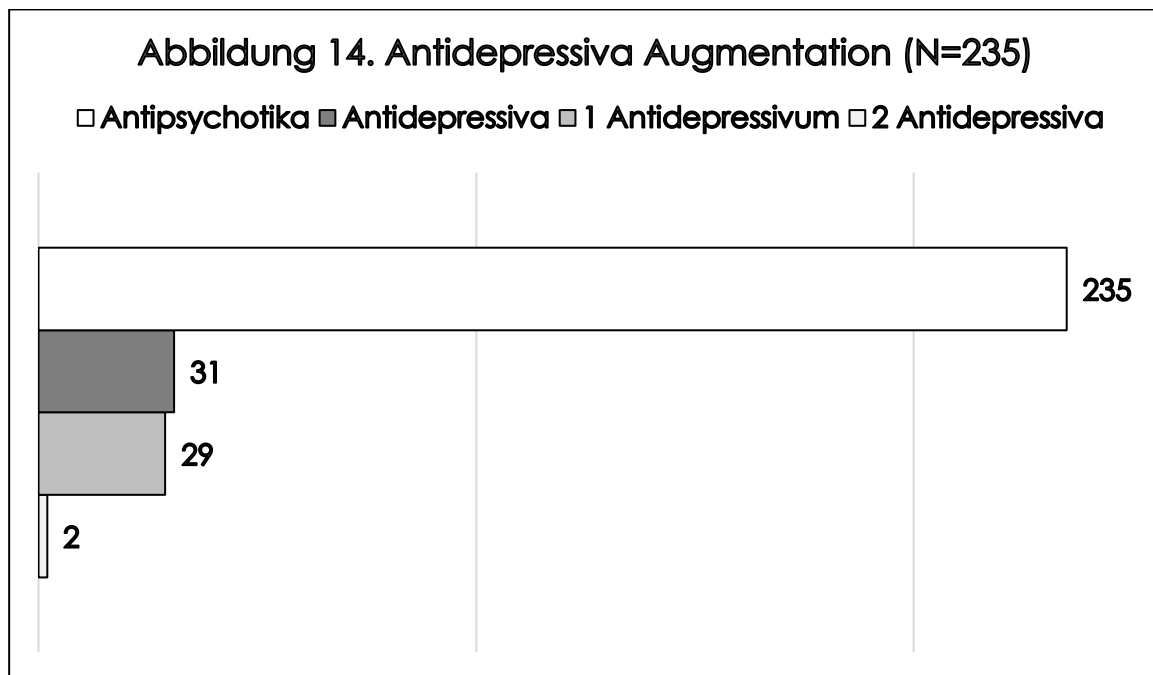 Abbildung 14. Antidepressiva Augmentation (N=235)
Antipsychotika Antidepressiva 1 Antidepressivum 2 Antidepressiva
235
31
29
2